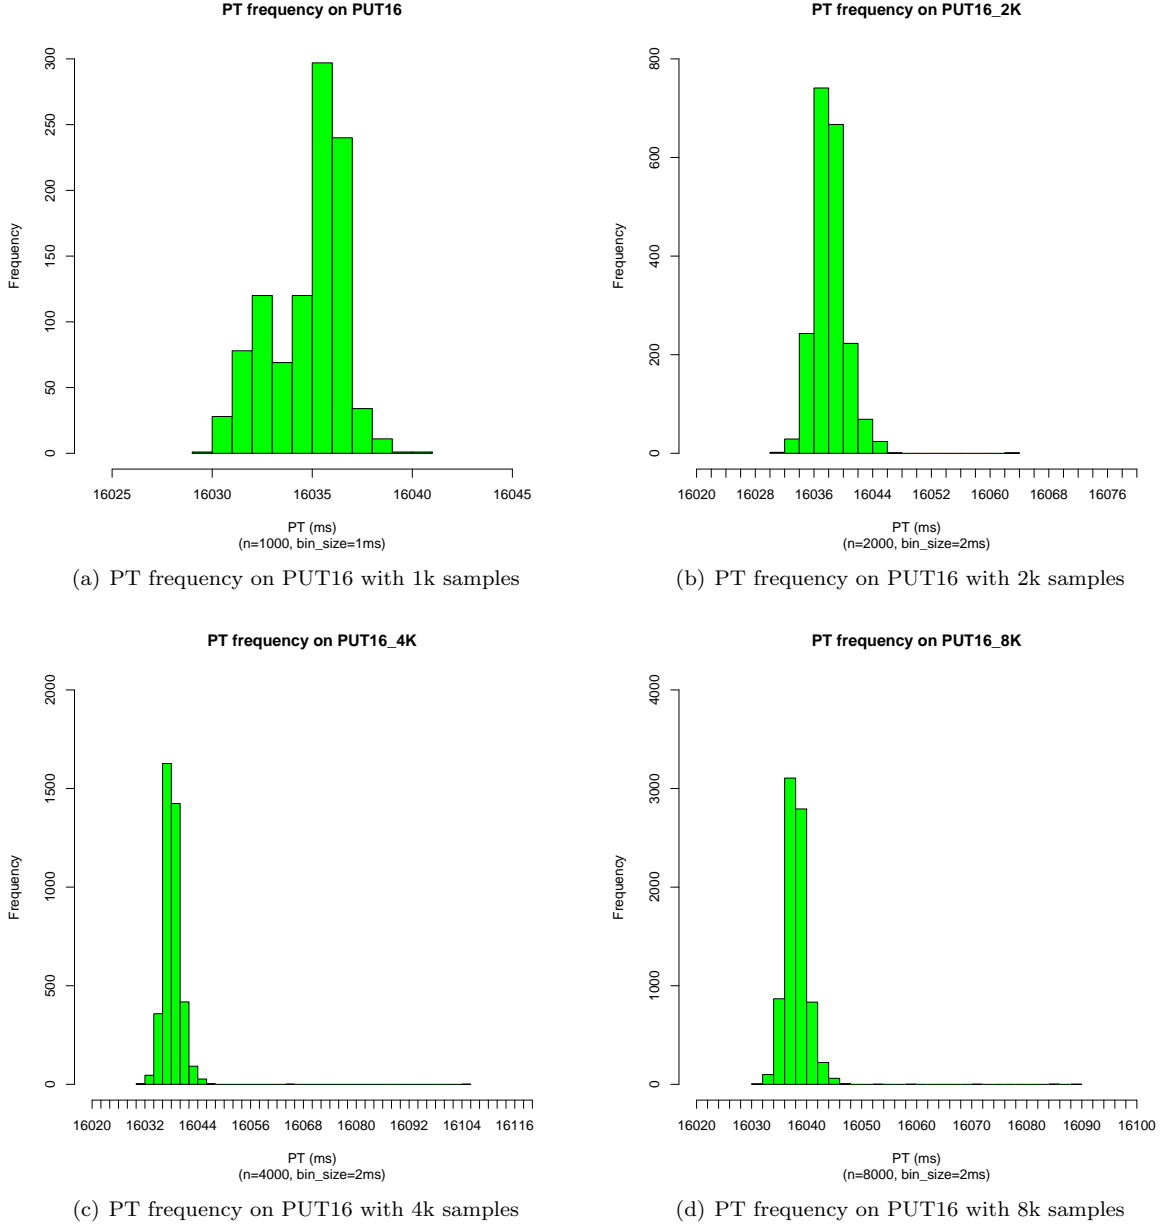 PT frequency on PUT16
Frequency
0 50 100 150 200 250 300
16025 16030 16035 16040 16045
PT (ms)
(n=1000, bin_size=1ms)
(a) PT frequency on PUT16 with 1k samples
PT frequency on PUT16_2K
Frequency
0 200 400 600 800
16020 16028 16036 16044 16052 16060 16068 16076
PT (ms)
(n=2000, bin_size=2ms)
(b) PT frequency on PUT16 with 2k samples
PT frequency on PUT16_4K
Frequency
0 500 1000 1500 2000
16020 16032 16044 16056 16068 16080 16092 16104 16116
PT (ms)
(n=4000, bin_size=2ms)
(c) PT frequency on PUT16 with 4k samples
PT frequency on PUT16_8K
Frequency
0 1000 2000 3000 4000
16020 16030 16040 16050 16060 16070 16080 16090 16100
PT (ms)
(n=8000, bin_size=2ms)
(d) PT frequency on PUT16 with 8k samples